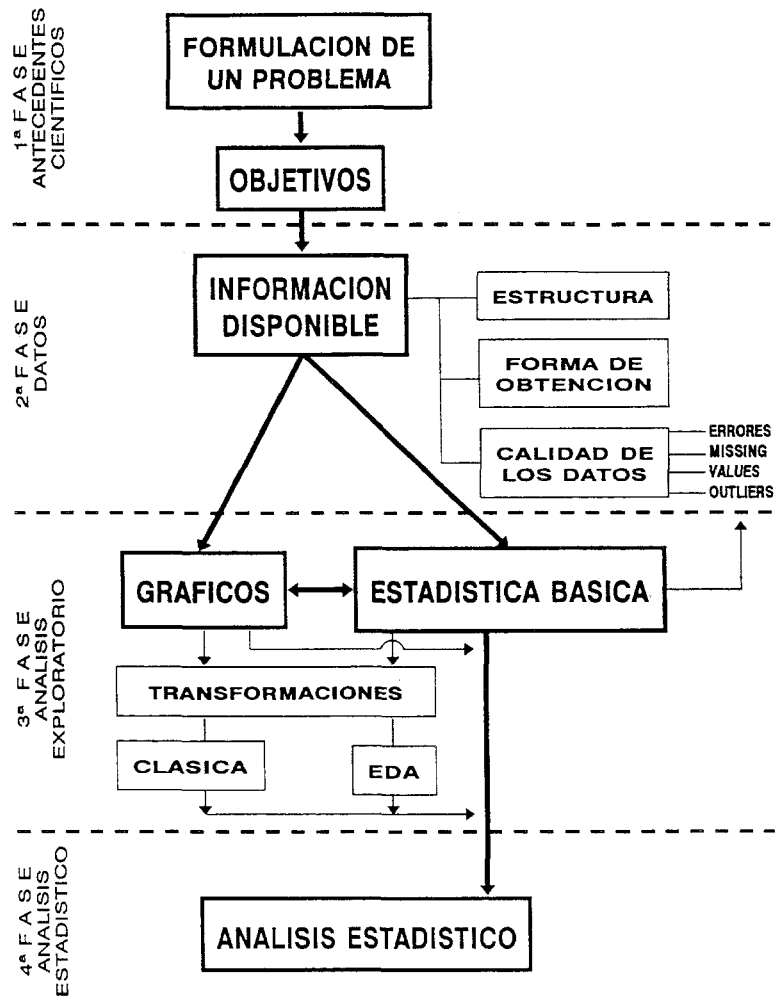 1ª FASE
ANTECEDENTES
CIENTIFICOS
FORMULACION DE
UN PROBLEMA
OBJETIVOS
2ª FASE
DATOS
INFORMACION
DISPONIBLE
ESTRUCTURA
FORMA DE
OBTENCION
CALIDAD DE
LOS DATOS
ERRORES
MISSING
VALUES
OUTLIERS
3ª FASE
ANALISIS
EXPLORATORIO
GRAFICOS
ESTADISTICA BASICA
TRANSFORMACIONES
CLASICA
EDA
4ª FASE
ANALISIS
ESTADISTICO
ANALISIS ESTADISTICO